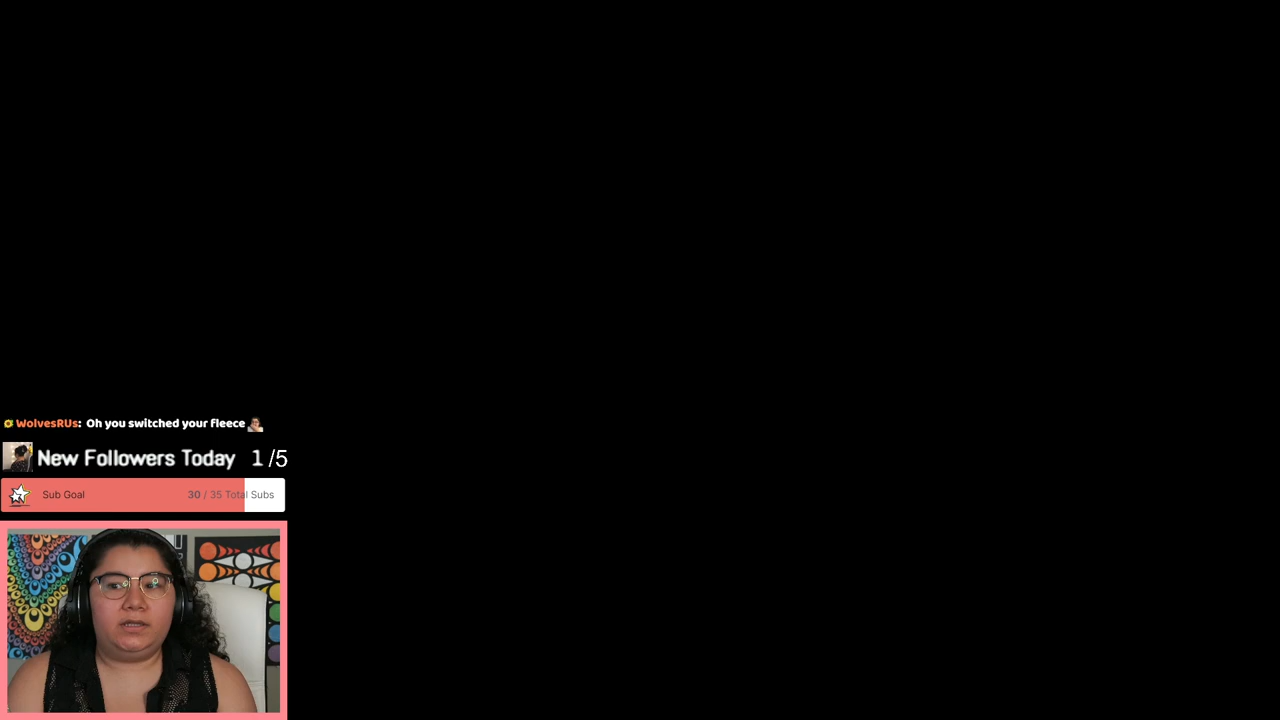 WolvesRUs: Oh you switched your fleece
New Followers Today 1 /5
Sub Goal 30 / 35 Total Subs